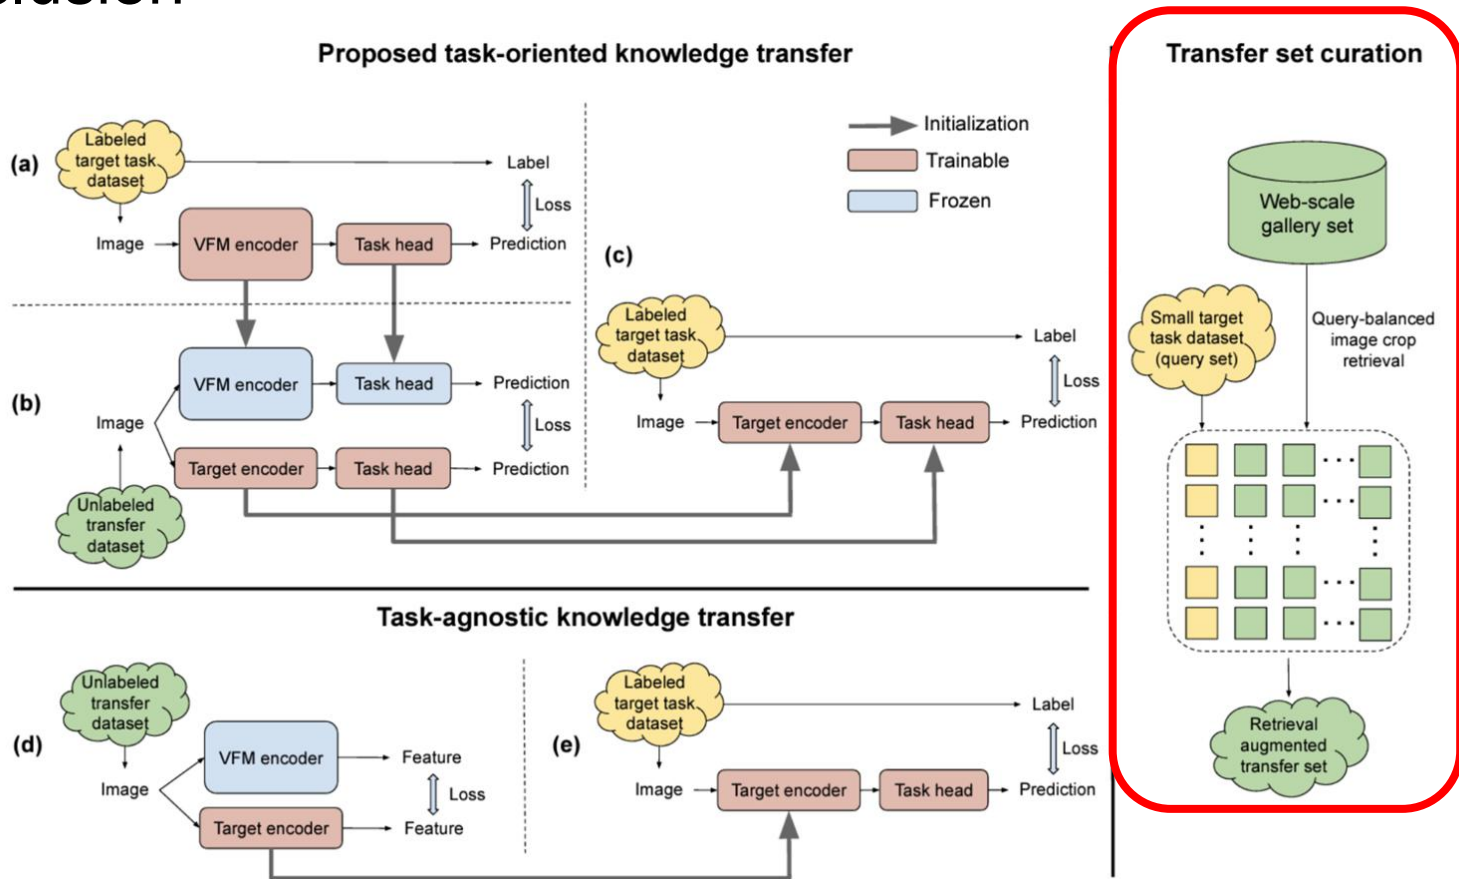 Proposed task-oriented knowledge transfer
(a)
Labeled
target task
dataset
Label
Loss
Image
VFM encoder
Task head
Prediction
Initialization
Trainable
Frozen
(b)
VFM encoder
Task head
Prediction
Image
Loss
Target encoder
Task head
Prediction
Unlabeled
transfer
dataset
(c)
Labeled
target task
dataset
Label
Loss
Image
Target encoder
Task head
Prediction
Task-agnostic knowledge transfer
(d)
Unlabeled
transfer
dataset
VFM encoder
Feature
Image
Loss
Target encoder
Feature
(e)
Labeled
target task
dataset
Label
Loss
Image
Target encoder
Task head
Prediction
Transfer set curation
Web-scale
gallery set
Small target
task dataset
(query set)
Query-balanced
image crop
retrieval
Retrieval
augmented
transfer set